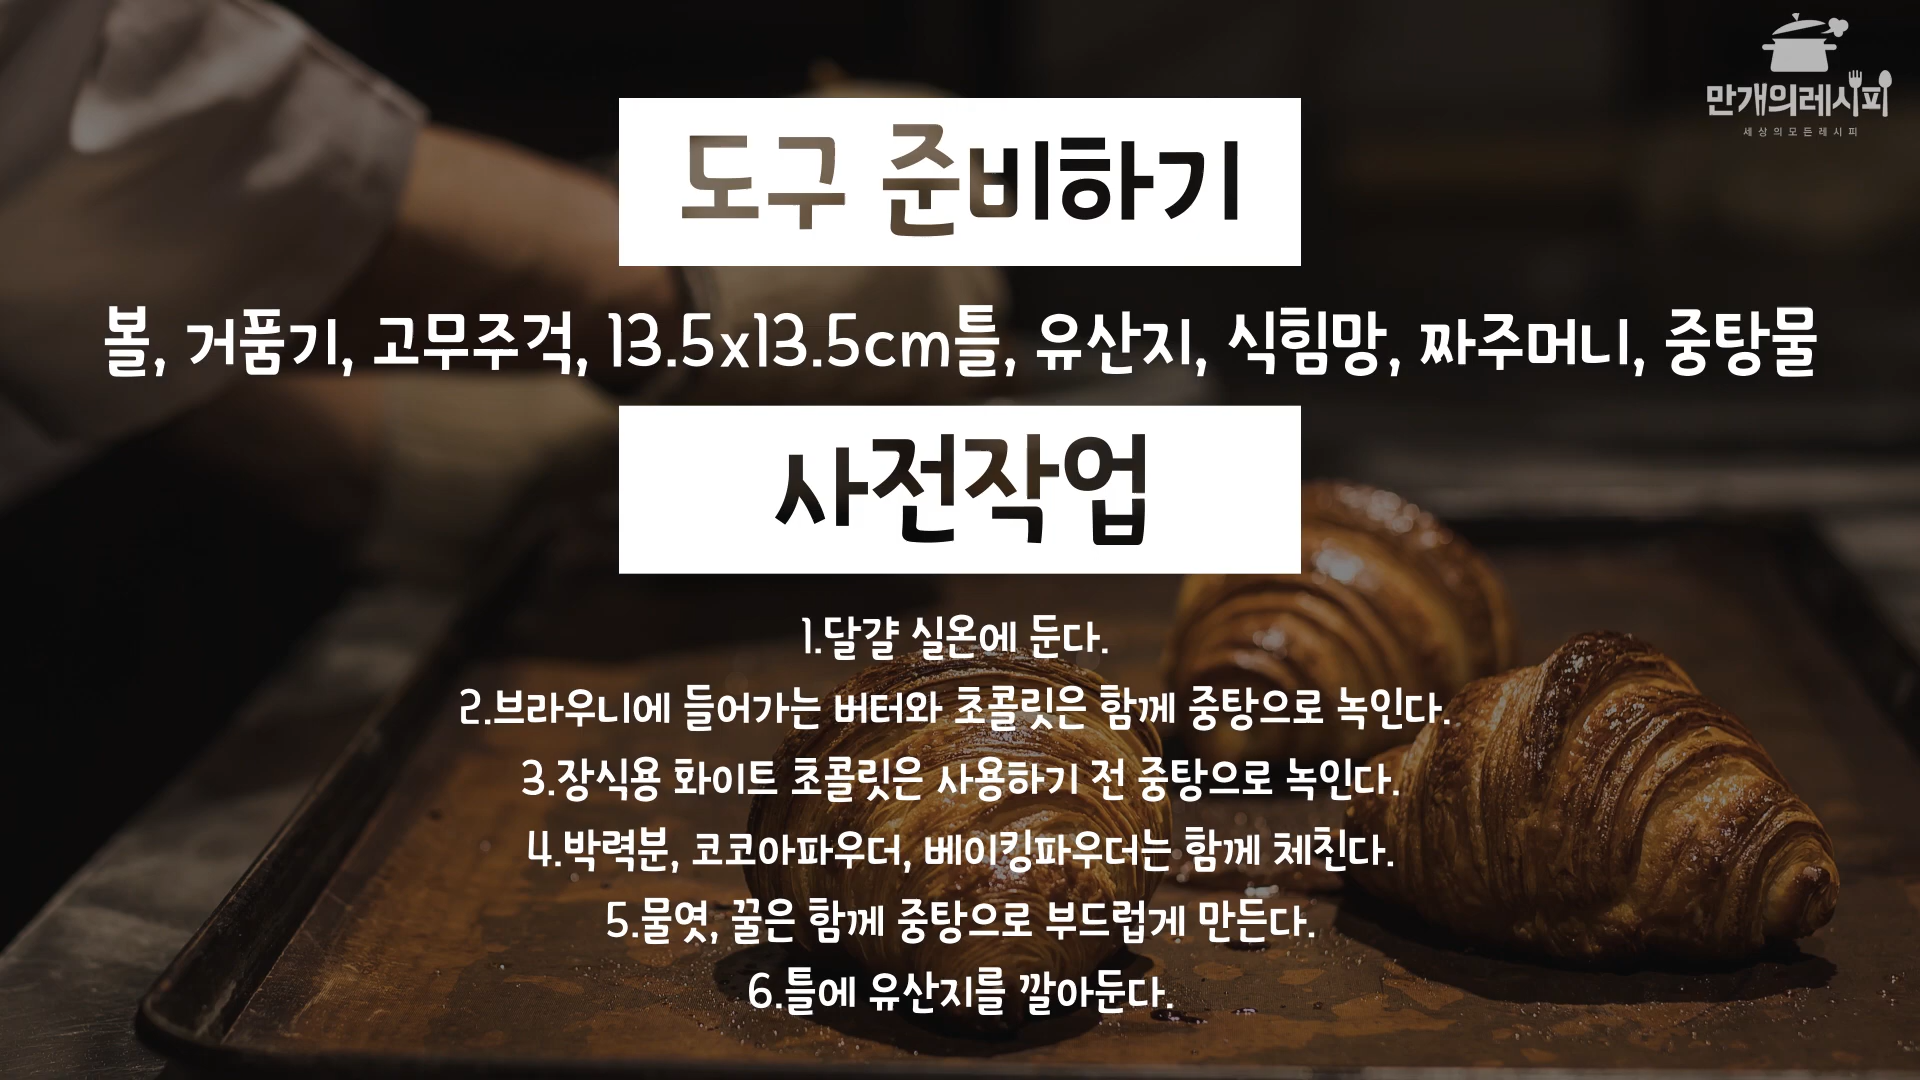 만개의레시피
세상의모든레시피
도구 준비하기
볼, 거품기, 고무주걱, 13.5x13.5cm틀, 유산지, 식힘망, 짜주머니, 중탕물
사전작업
1.달걀 실온에 둔다.
2.브라우니에 들어가는 버터와 초콜릿은 함께 중탕으로 녹인다.
3.장식용 화이트 초콜릿은 사용하기 전 중탕으로 녹인다.
4.박력분, 코코아파우더, 베이킹파우더는 함께 체친다.
5.물엿, 꿀은 함께 중탕으로 부드럽게 만든다.
6.틀에 유산지를 깔아둔다.